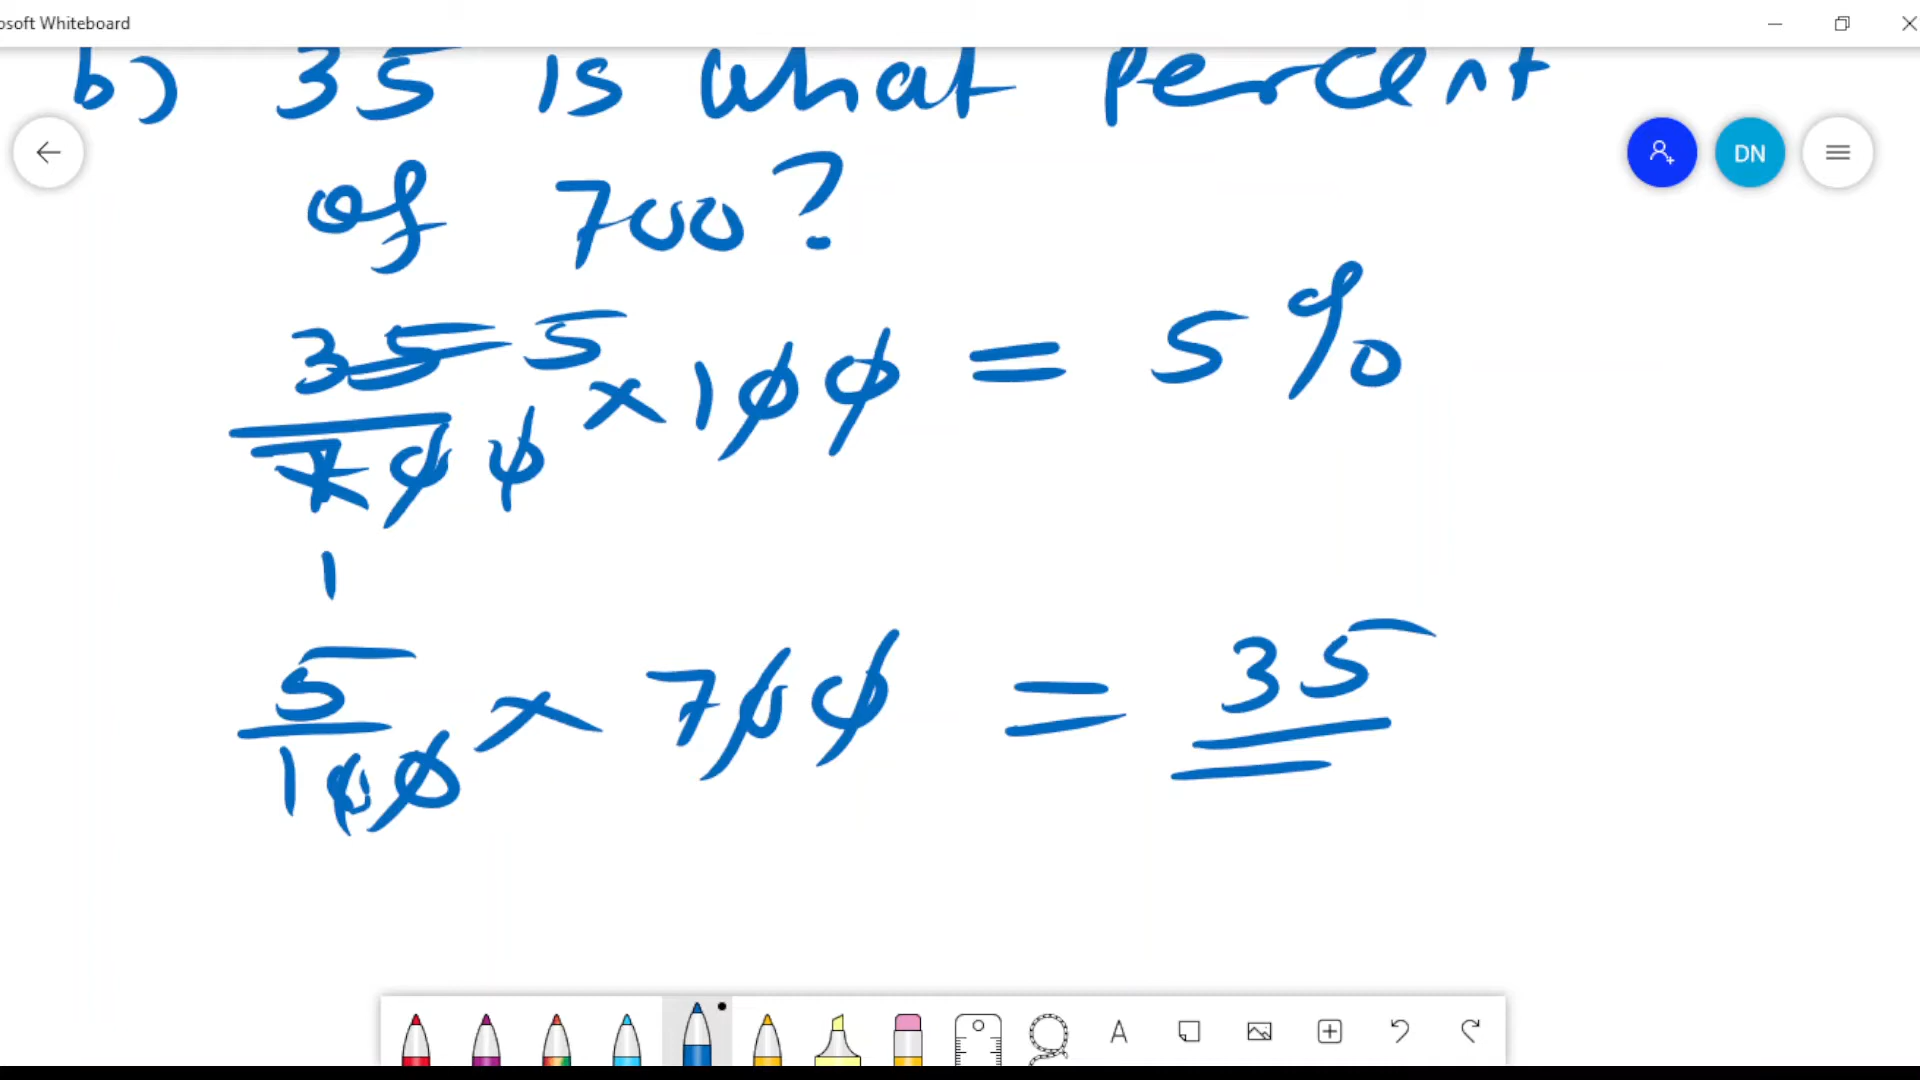 osoft Whiteboard
b) 35 is what percent
of 700?
DN
35 5
700 × 100 = 5%
1
5
100 × 700 = 35
A